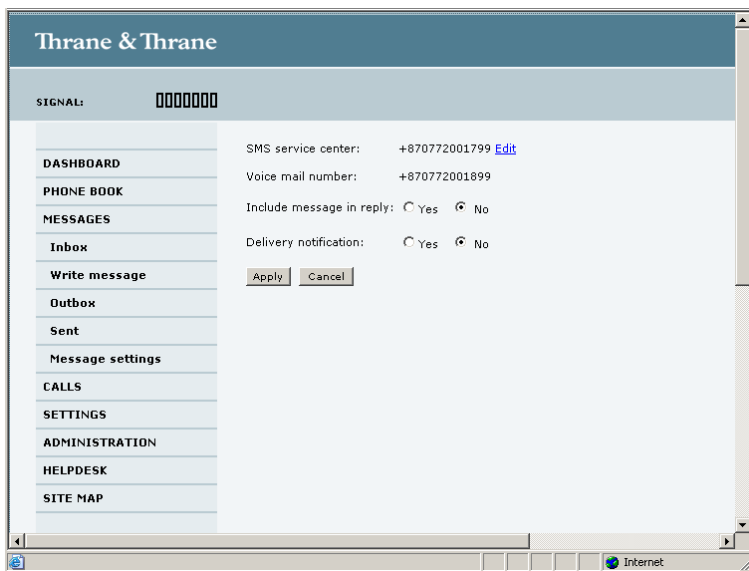 Thrane & Thrane
SIGNAL:
DASHBOARD
PHONE BOOK
MESSAGES
Inbox
Write message
Outbox
Sent
Message settings
CALLS
SETTINGS
ADMINISTRATION
HELPDESK
SITE MAP
SMS service center: +870772001799 Edit
Voice mail number: +870772001899
Include message in reply: Yes No
Delivery notification: Yes No
Apply Cancel
Internet